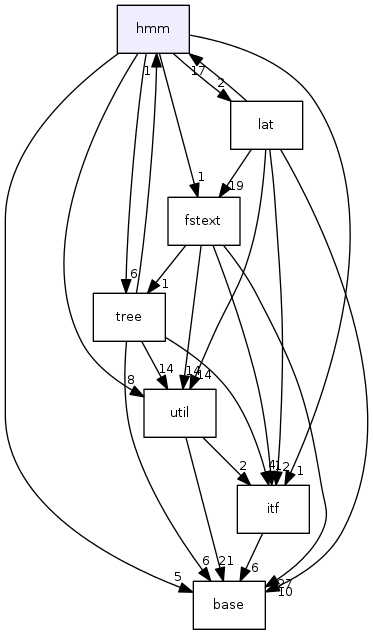 hmm
1 17
2
lat
1 19
fstext
6 1
tree
14 14 14
8
util
2 4 12 1
itf
6 21 6
5 27
10
base